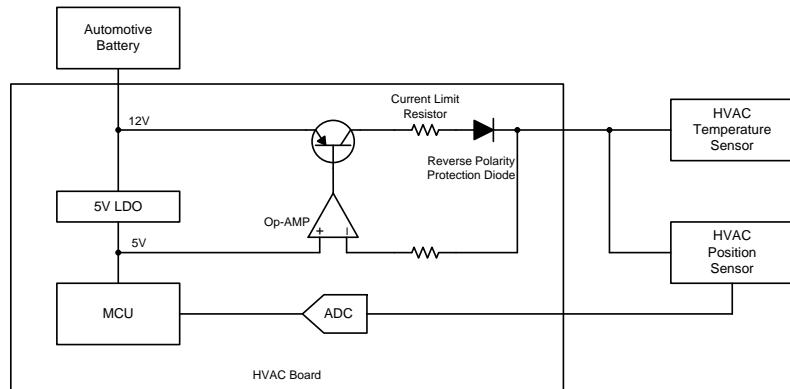 Automotive
Battery
12V
Current Limit
Resistor
HVAC
Temperature
Sensor
Reverse Polarity
Protection Diode
5V LDO
Op-AMP
+
–
5V
HVAC
Position
Sensor
MCU
ADC
HVAC Board